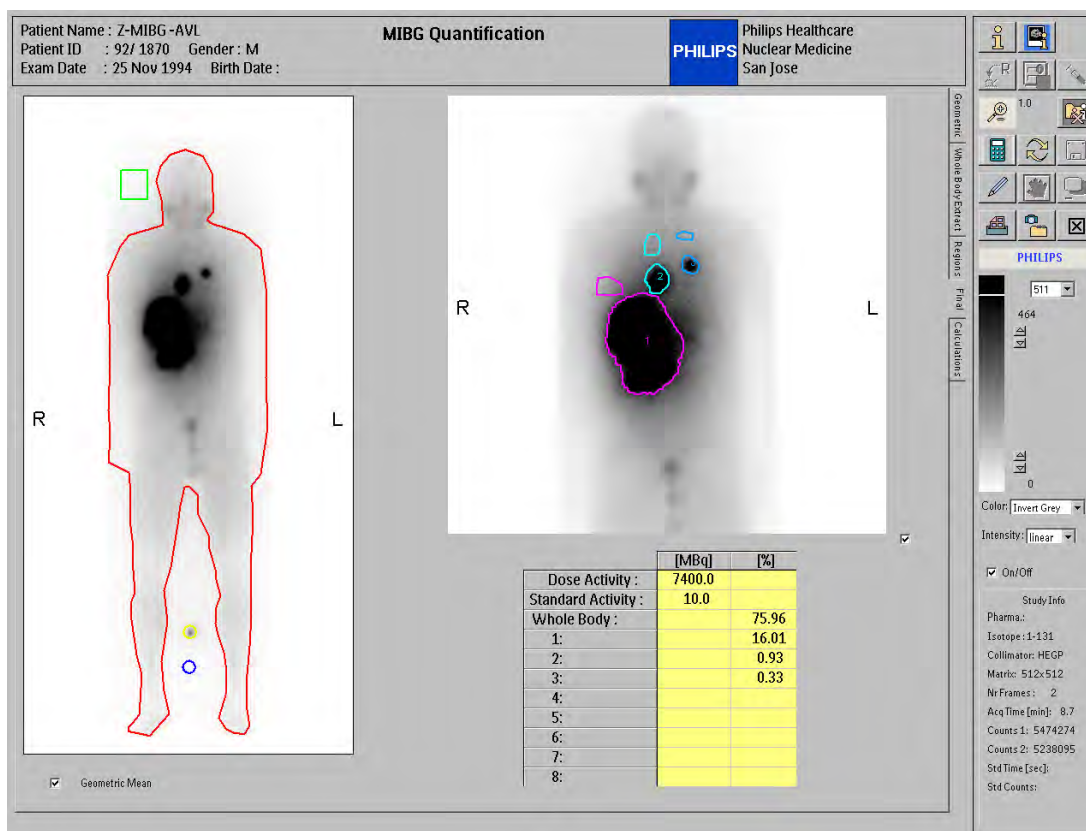 Patient Name : Z-MIBG -AVL
Patient ID : 92/ 1870 Gender : M
Exam Date : 25 Nov 1994 Birth Date :
MIBG Quantification
PHILIPS
Philips Healthcare
Nuclear Medicine
San Jose
R
L
R
L
1
2
Geometric
Whole Body Extract
Regions
Final
Calculations
[MBq] [%]
Dose Activity : 7400.0
Standard Activity : 10.0
Whole Body : 75.96
1: 16.01
2: 0.93
3: 0.33
4:
5:
6:
7:
8:
Geometric Mean
R
1.0
PHILIPS
511
464
0
Color: Invert Grey
Intensity: linear
On/Off
Study Info
Pharma.:
Isotope : I-131
Collimator: HEGP
Matrix: 512x512
Nr Frames : 2
Acq Time [min]: 8.7
Counts 1: 5474274
Counts 2: 5238095
Std Time [sec]:
Std Counts: